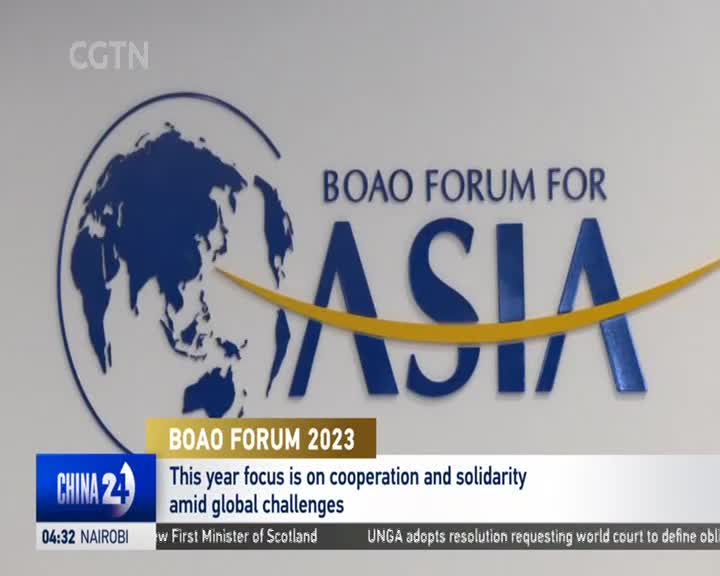 CGTN
BOAO FORUM FOR
ASIA
BOAO FORUM 2023
This year focus is on cooperation and solidarity
amid global challenges
CHINA 24
04:32 NAIROBI
First Minister of Scotland UNGA adopts resolution requesting world court to define